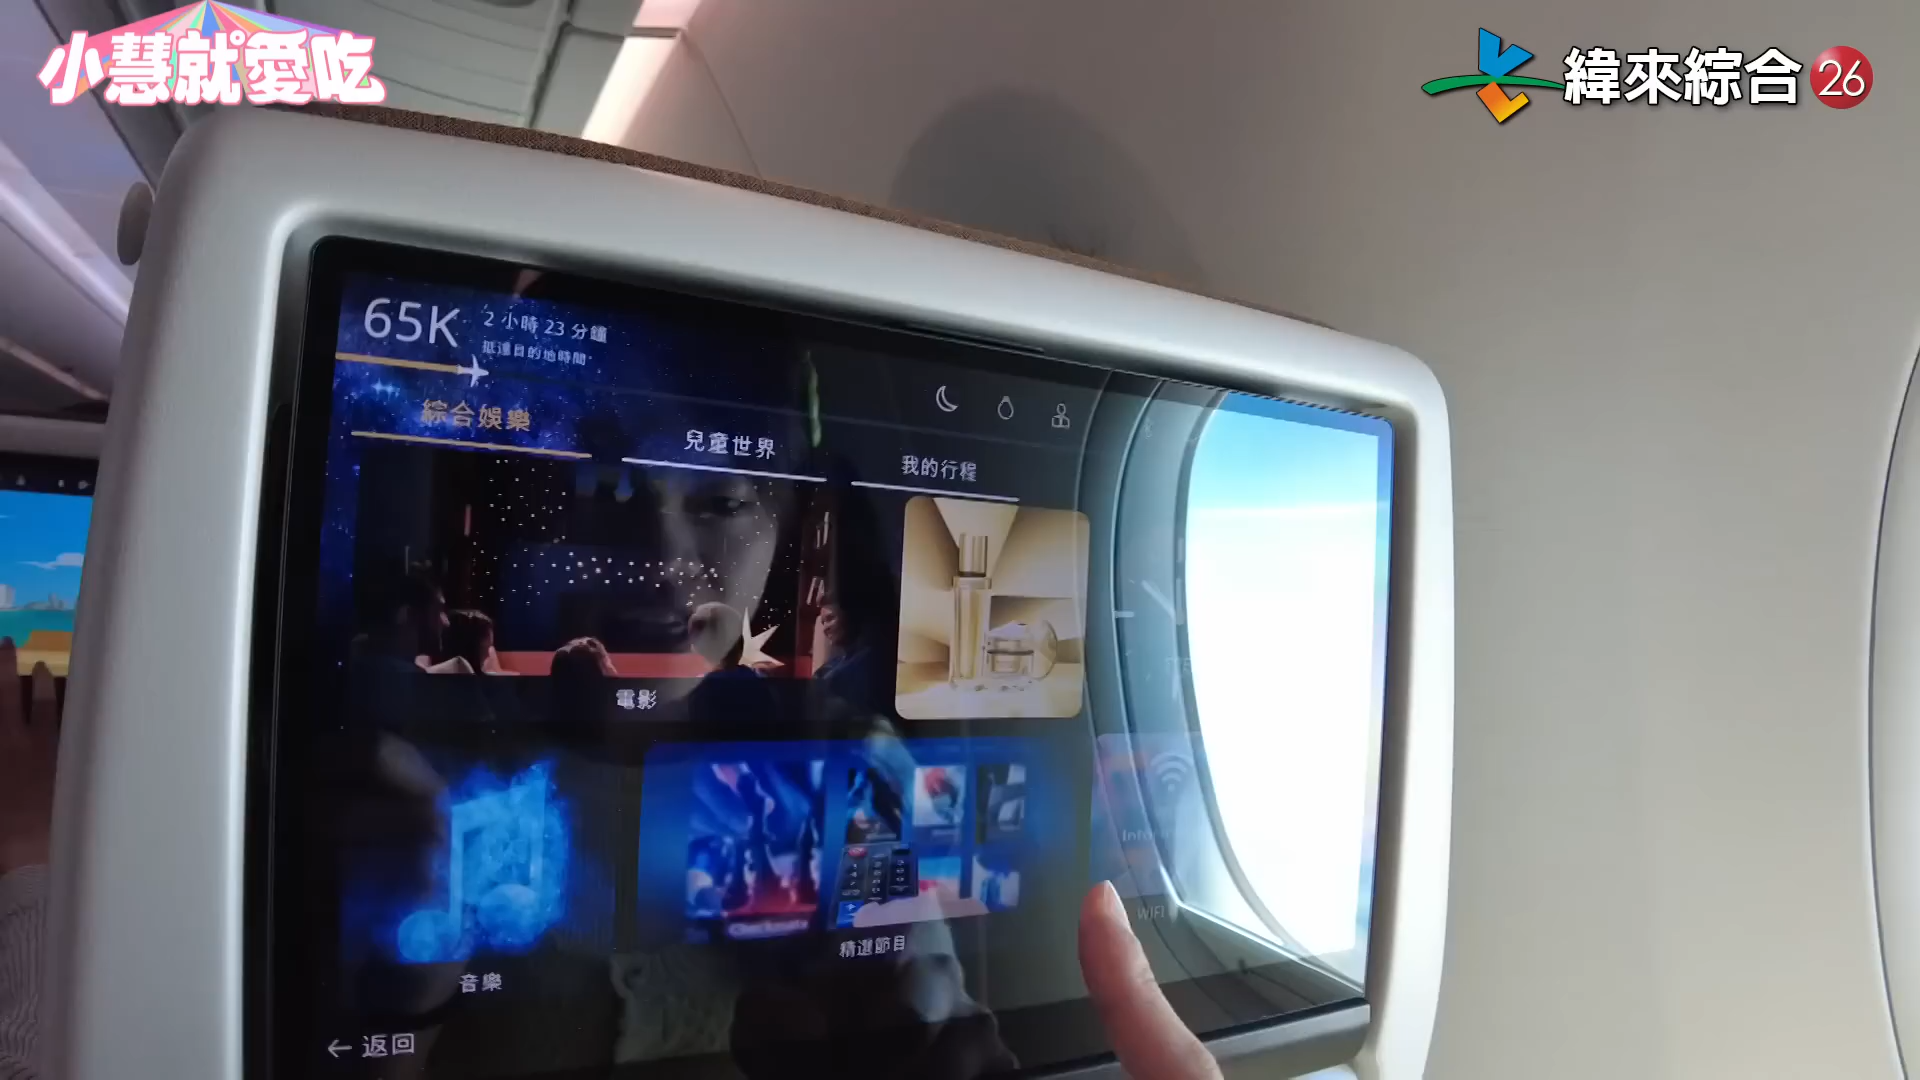 小慧就愛吃
緯來綜合 26
65K
2 小時 23 分鐘
抵達目的地時間
綜合娛樂
兒童世界
我的行程
電影
音樂
精選節目
WIFI
返回